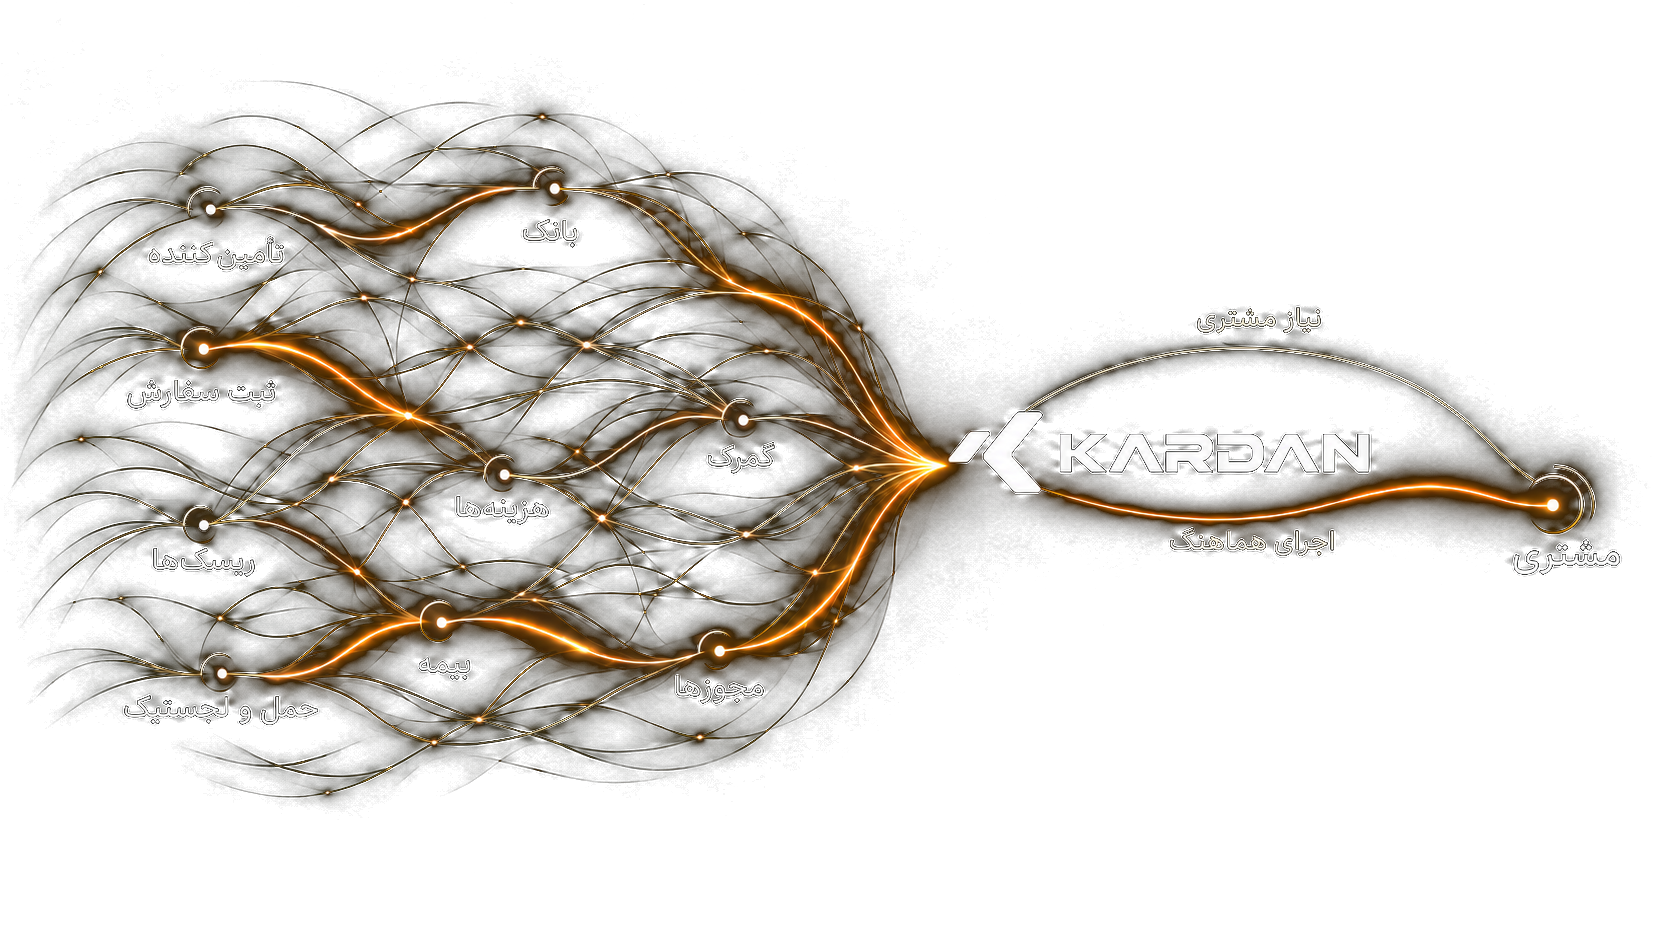 بانک
تأمین کننده
نیاز مشتری
ثبت سفارش
گمرک
KARDAN
هزینه‌ها
اجرای هماهنگ
ریسک‌ها
مشتری
بیمه
مجوزها
حمل و لجستیک